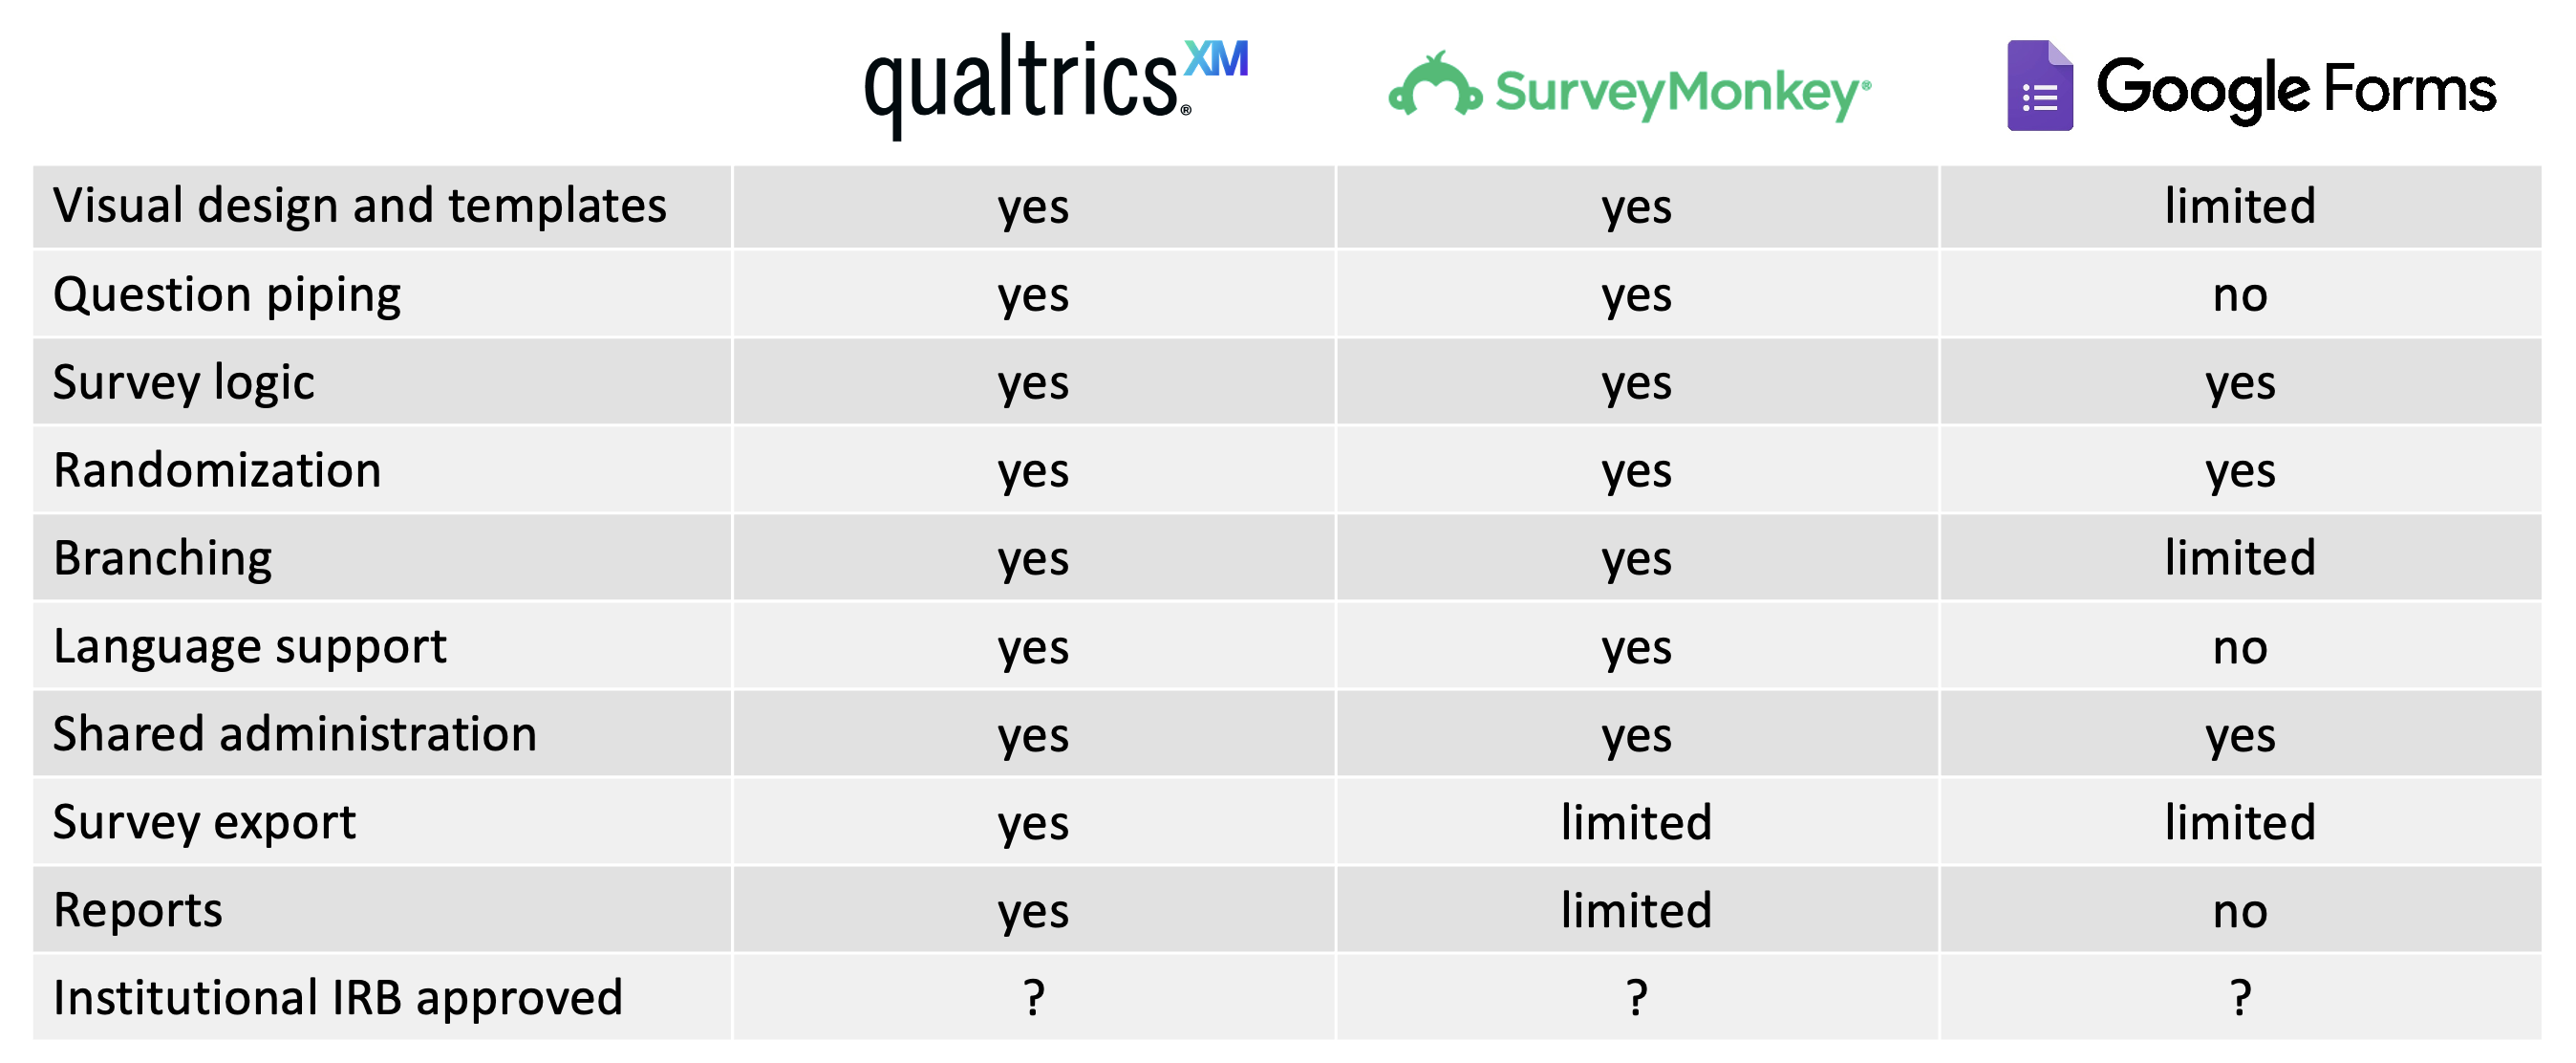 qualtrics XM ® SurveyMonkey® Google Forms
Visual design and templates yes yes limited
Question piping yes yes no
Survey logic yes yes yes
Randomization yes yes yes
Branching yes yes limited
Language support yes yes no
Shared administration yes yes yes
Survey export yes limited limited
Reports yes limited no
Institutional IRB approved ? ? ?